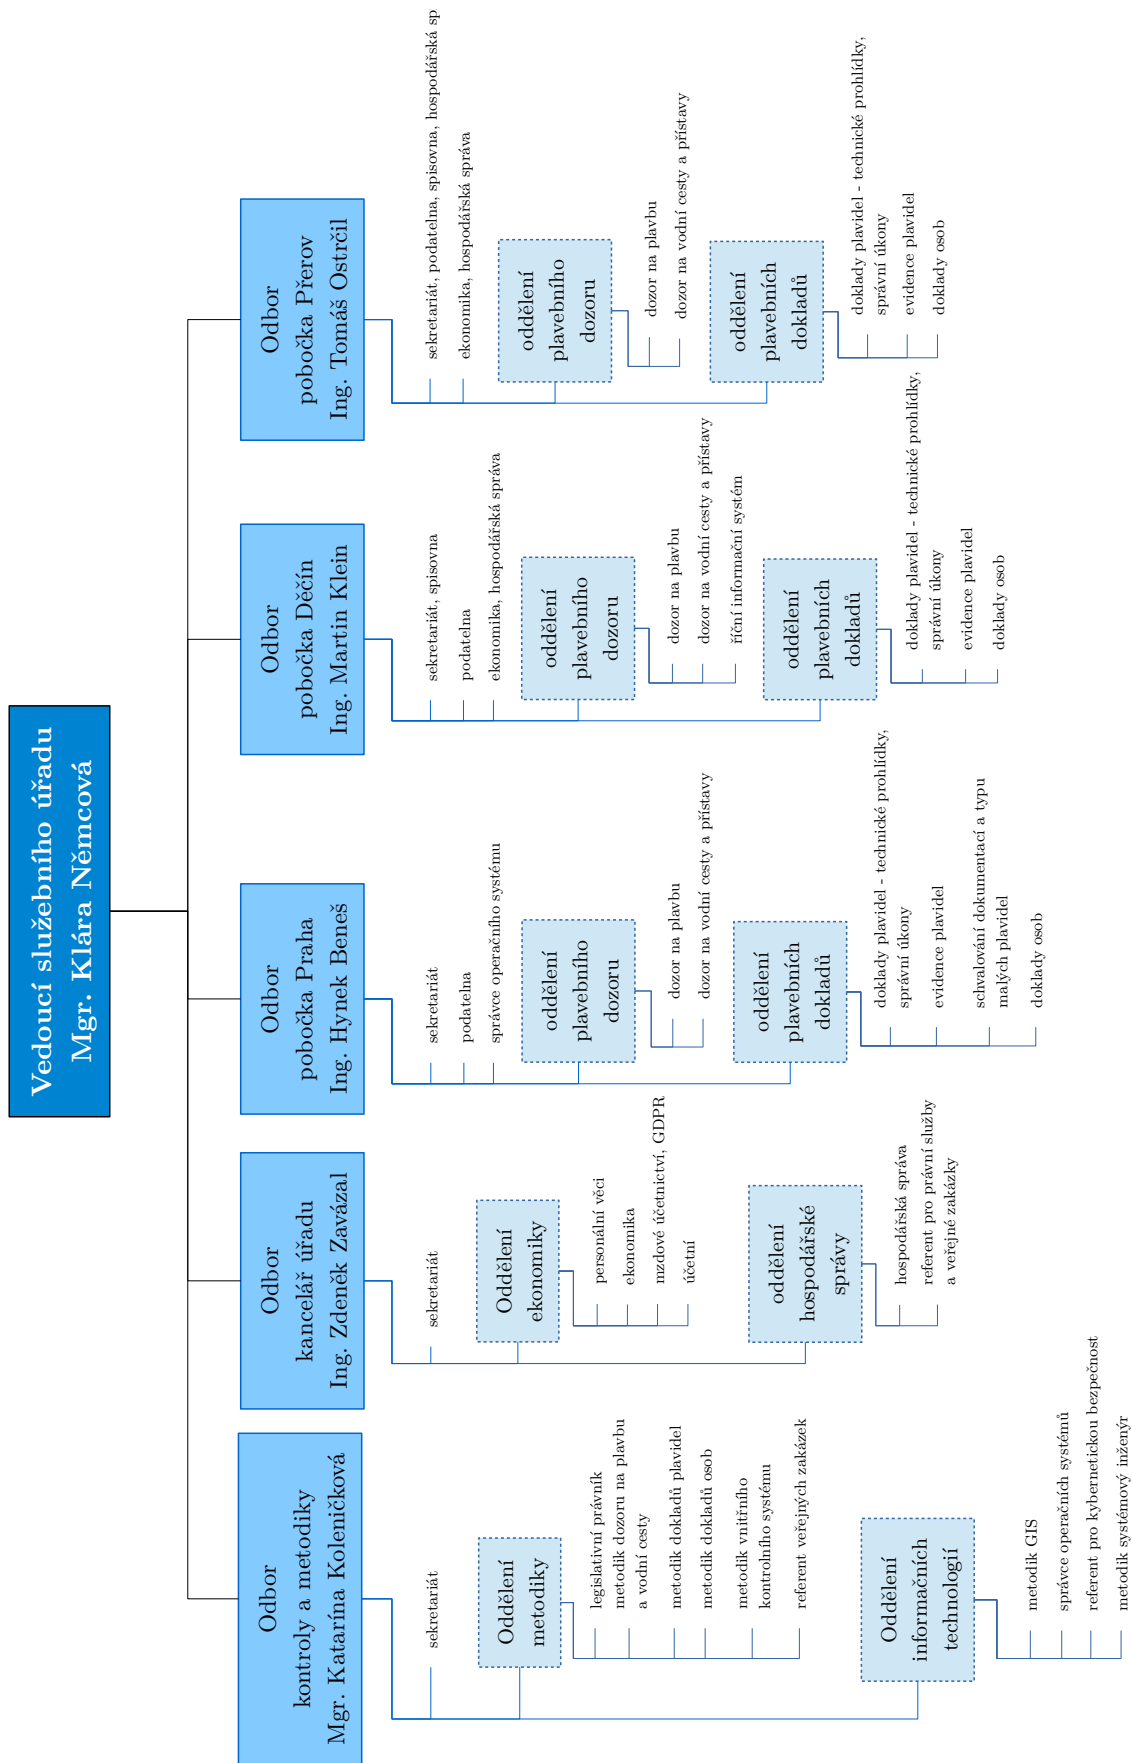 Vedoucí služebního úřadu
Mgr. Klára Němcová
Odbor
kontroly a metodiky
Mgr. Katarína Koleničková
sekretariát
Oddělení
metodiky
legislativní právník
metodik dozoru na plavbu
a vodní cesty
metodik dokladů plavidel
metodik dokladů osob
metodik vnitřního
kontrolního systému
referent veřejných zakázek
Oddělení
informačních
technologií
metodik GIS
správce operačních systémů
referent pro kybernetickou bezpečnost
metodik systémový inženýr
Odbor
kancelář úřadu
Ing. Zdeněk Zavázal
sekretariát
Oddělení
ekonomiky
personální věci
ekonomika
mzdové účetnictví, GDPR
účetní
oddělení
hospodářské
správy
hospodářská správa
referent pro právní služby
a veřejné zakázky
Odbor
pobočka Praha
Ing. Hynek Beneš
sekretariát
podatelna
správce operačního systému
oddělení
plavebního
dozoru
dozor na plavbu
dozor na vodní cesty a přístavy
oddělení
plavebních
dokladů
doklady plavidel - technické prohlídky,
správní úkony
evidence plavidel
schvalování dokumentací a typu
malých plavidel
doklady osob
Odbor
pobočka Děčín
Ing. Martin Klein
sekretariát, spisovna
podatelna
ekonomika, hospodářská správa
oddělení
plavebního
dozoru
dozor na plavbu
dozor na vodní cesty a přístavy
říční informační systém
oddělení
plavebních
dokladů
doklady plavidel - technické prohlídky,
správní úkony
evidence plavidel
doklady osob
Odbor
pobočka Přerov
Ing. Tomáš Ostrčil
sekretariát, podatelna, spisovna, hospodářská sp
ekonomika, hospodářská správa
oddělení
plavebního
dozoru
dozor na plavbu
dozor na vodní cesty a přístavy
oddělení
plavebních
dokladů
doklady plavidel - technické prohlídky,
správní úkony
evidence plavidel
doklady osob